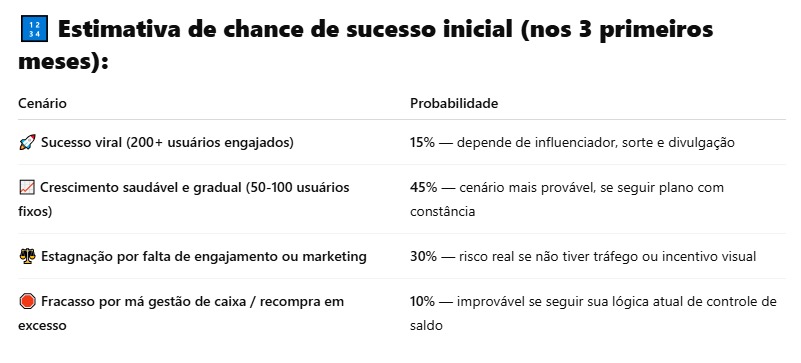 🔢 Estimativa de chance de sucesso inicial (nos 3 primeiros
meses):
Cenário Probabilidade
🚀 Sucesso viral (200+ usuários engajados) 15% — depende de influenciador, sorte e divulgação
📈 Crescimento saudável e gradual (50-100 usuários
fixos)
45% — cenário mais provável, se seguir plano com
constância
⚖️ Estagnação por falta de engajamento ou marketing 30% — risco real se não tiver tráfego ou incentivo visual
🛑 Fracasso por má gestão de caixa / recompra em
excesso
10% — improvável se seguir sua lógica atual de controle de
saldo